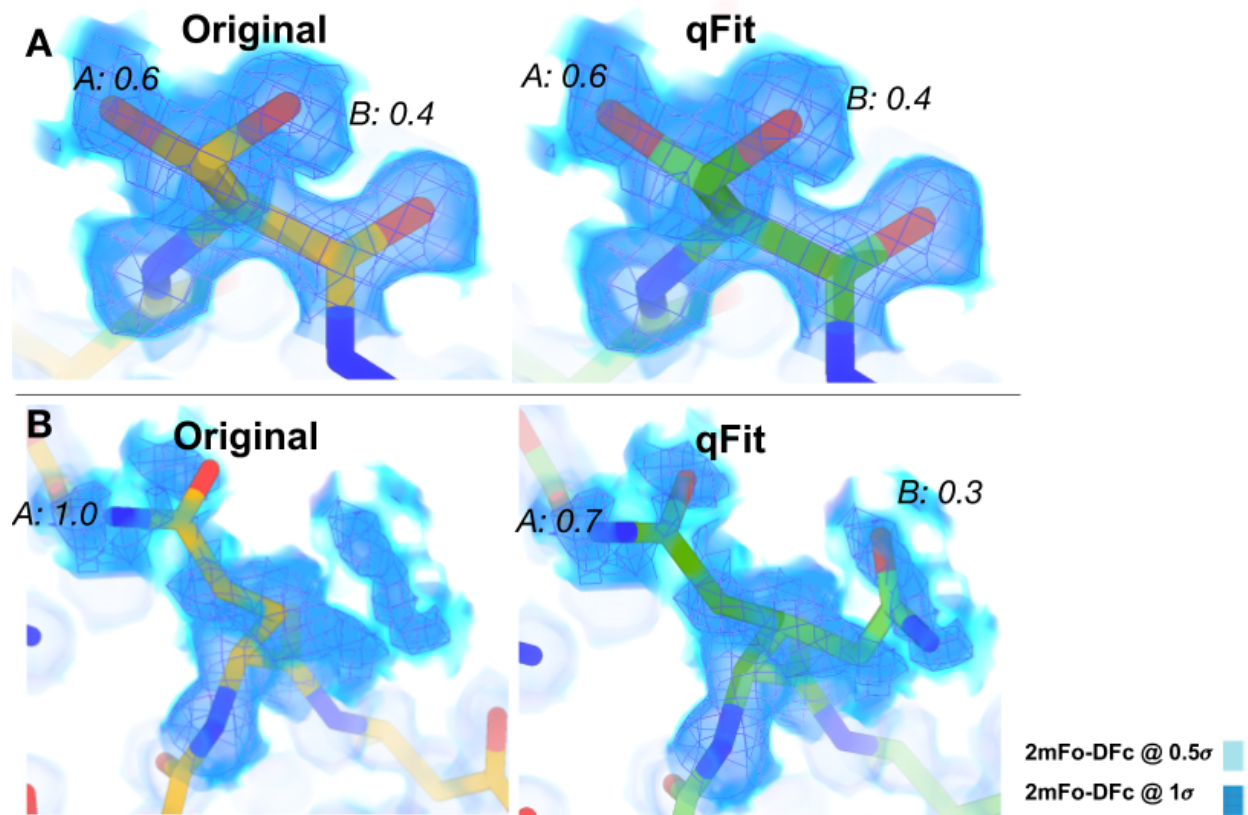 A
Original
qFit
A: 0.6
B: 0.4
A: 0.6
B: 0.4
B
Original
qFit
A: 1.0
A: 0.7
B: 0.3
2mFo-DFc @ 0.5σ
2mFo-DFc @ 1σ